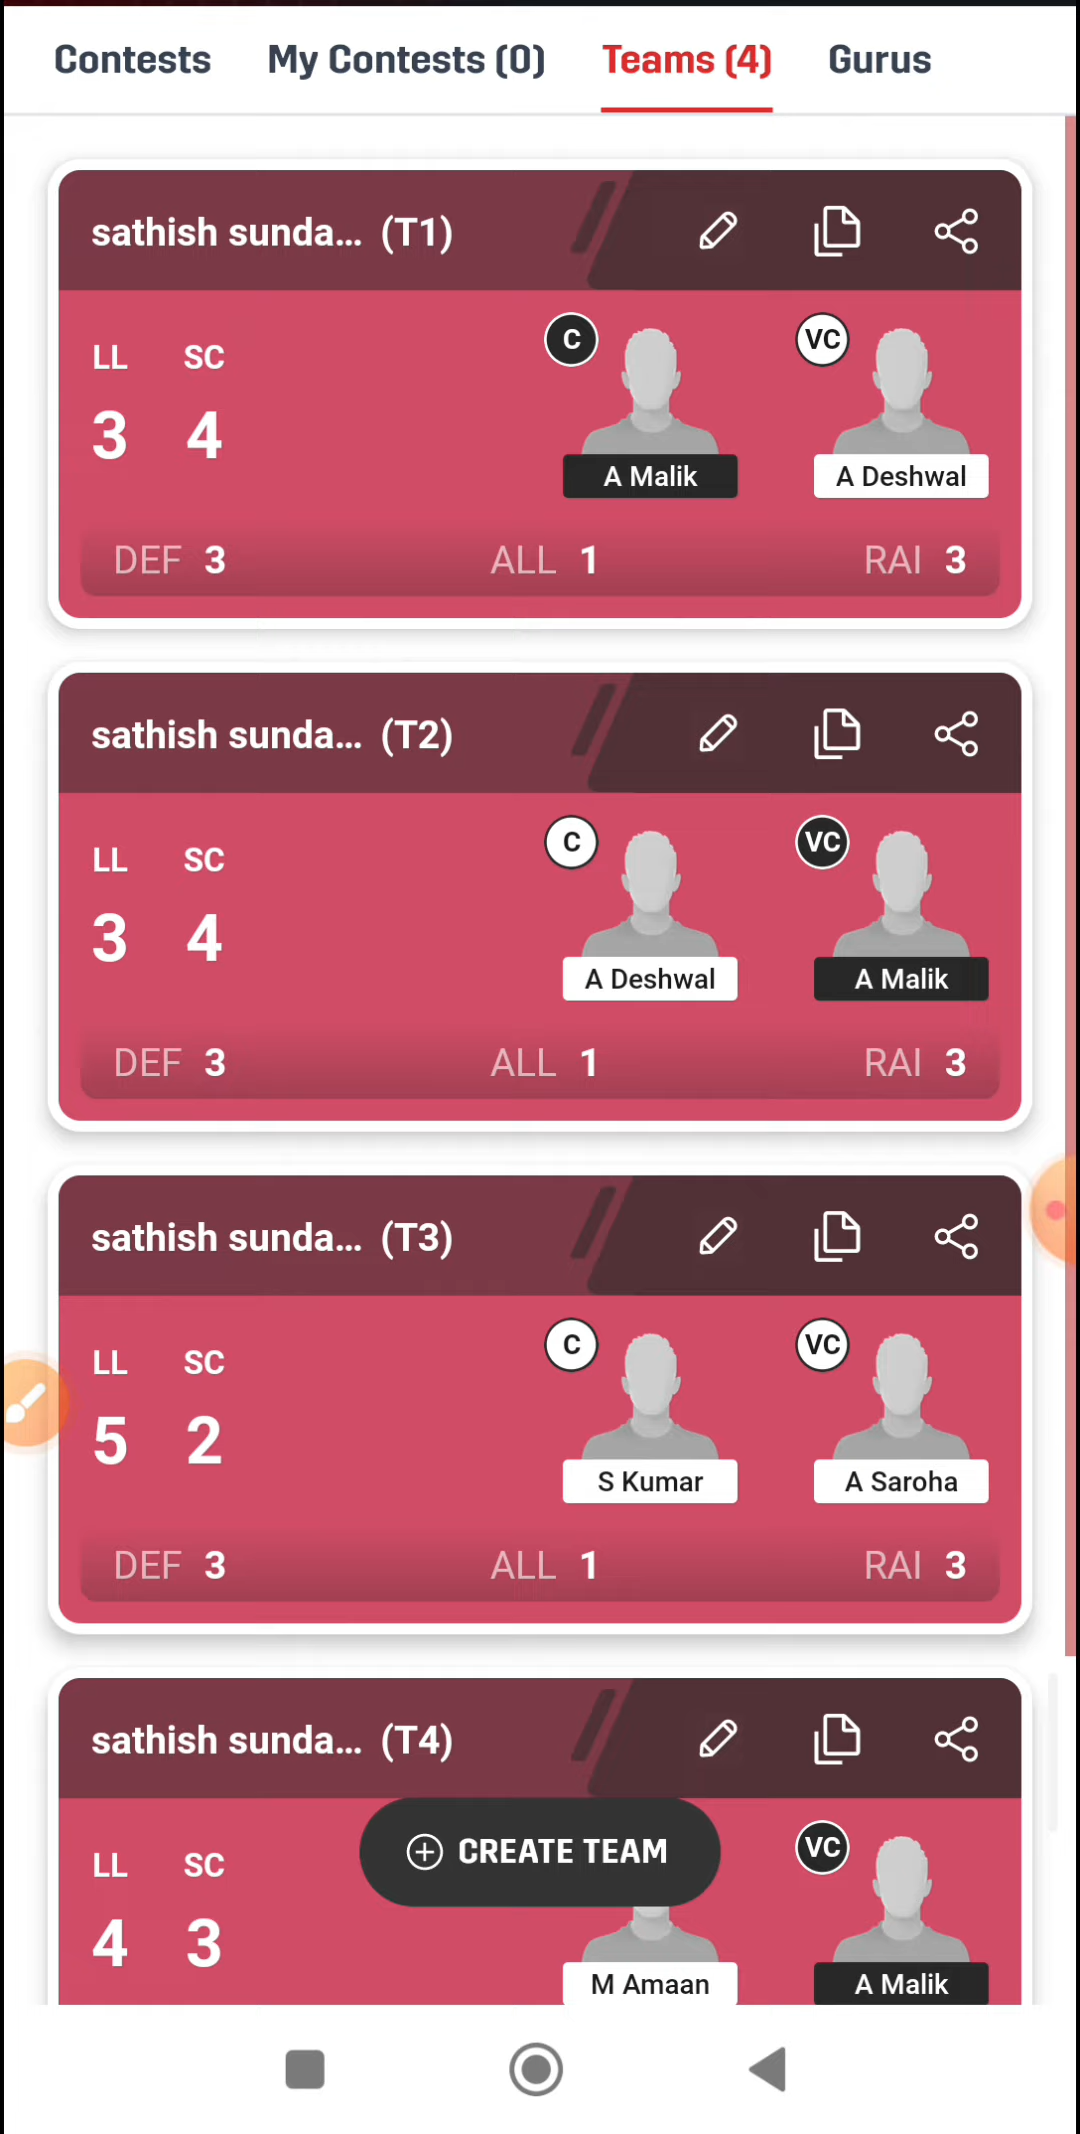 Contests My Contests (0) Teams (4) Gurus
sathish sunda... (T1)
LL SC C VC
3 4
A Malik A Deshwal
DEF 3 ALL 1 RAI 3
sathish sunda... (T2)
LL SC C VC
3 4
A Deshwal A Malik
DEF 3 ALL 1 RAI 3
sathish sunda... (T3)
LL SC C VC
5 2
S Kumar A Saroha
DEF 3 ALL 1 RAI 3
sathish sunda... (T4)
LL SC CREATE TEAM VC
4 3
M Amaan A Malik